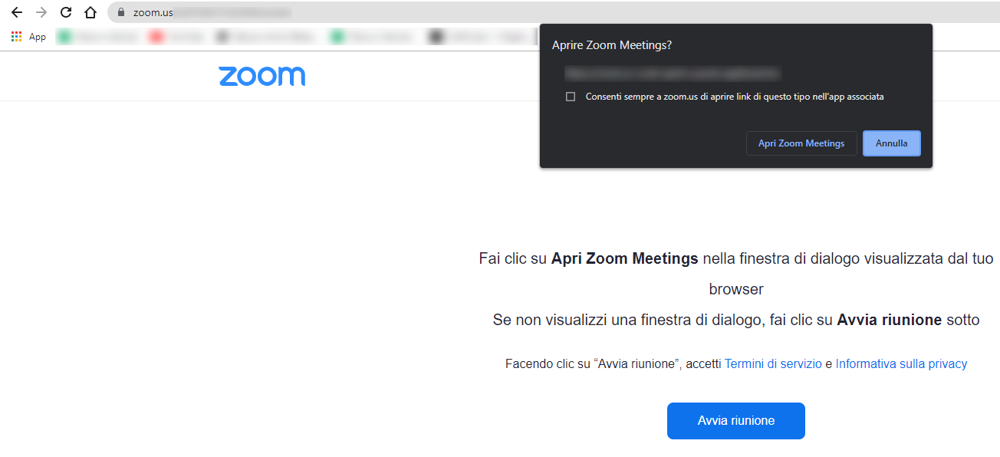 zoom.us
App
Aprire Zoom Meetings?
Consenti sempre a zoom.us di aprire link di questo tipo nell'app associata
Apri Zoom Meetings
Annulla
zoom
Fai clic su Apri Zoom Meetings nella finestra di dialogo visualizzata dal tuo
browser
Se non visualizzi una finestra di dialogo, fai clic su Avvia riunione sotto
Facendo clic su “Avvia riunione”, accetti Termini di servizio e Informativa sulla privacy
Avvia riunione